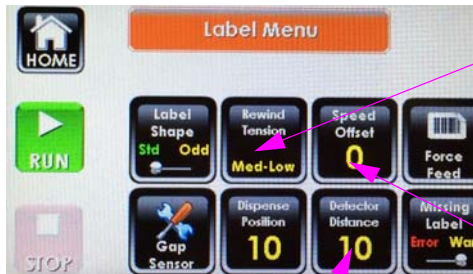 Label Menu
HOME
RUN
STOP
Label
Shape
Std Odd
Rewind
Tension
Med-Low
Speed
Offset
0
Force
Feed
Gap
Sensor
Dispense
Position
10
Detector
Distance
10
Missing
Label
Error